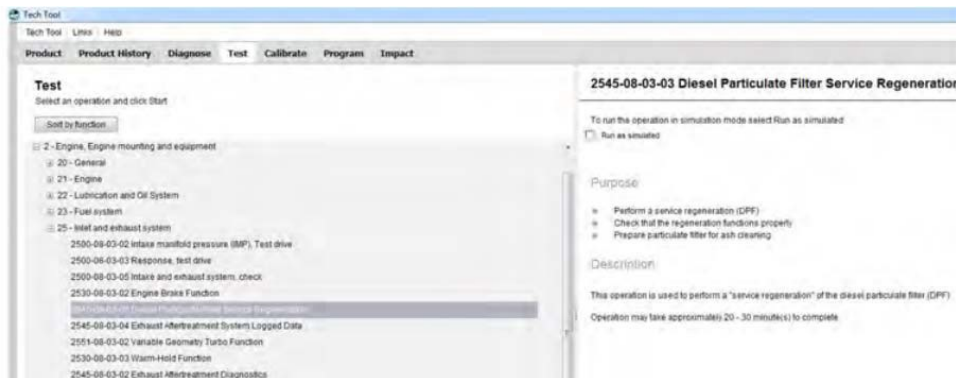 Tech Tool
Tech Tool Links Help
Product Product History Diagnose Test Calibrate Program Impact
Test
Select an operation and click Start
Sort by function
2 - Engine, Engine mounting and equipment
20 - General
21 - Engine
22 - Lubrication and Oil System
23 - Fuel system
25 - Inlet and exhaust system
2500-08-03-02 Intake manifold pressure (IMP), Test drive
2500-08-03-03 Response, test drive
2500-08-03-05 Intake and exhaust system, check
2530-08-03-02 Engine Brake Function
2545-08-03-03 Diesel Particulate Filter Service Regeneration
2545-08-03-04 Exhaust Aftertreatment System Logged Data
2551-08-03-02 Variable Geometry Turbo Function
2530-08-03-03 Warm-Hold Function
2545-08-03-02 Exhaust Aftertreatment Diagnostics
2545-08-03-03 Diesel Particulate Filter Service Regeneration
To run the operation in simulation mode select Run as simulated
Run as simulated
Purpose
Perform a service regeneration (DPF)
Check that the regeneration functions properly
Prepare particulate filter for ash cleaning
Description
This operation is used to perform a "service regeneration" of the diesel particulate filter (DPF)
Operation may take approximately 20 - 30 minute(s) to complete